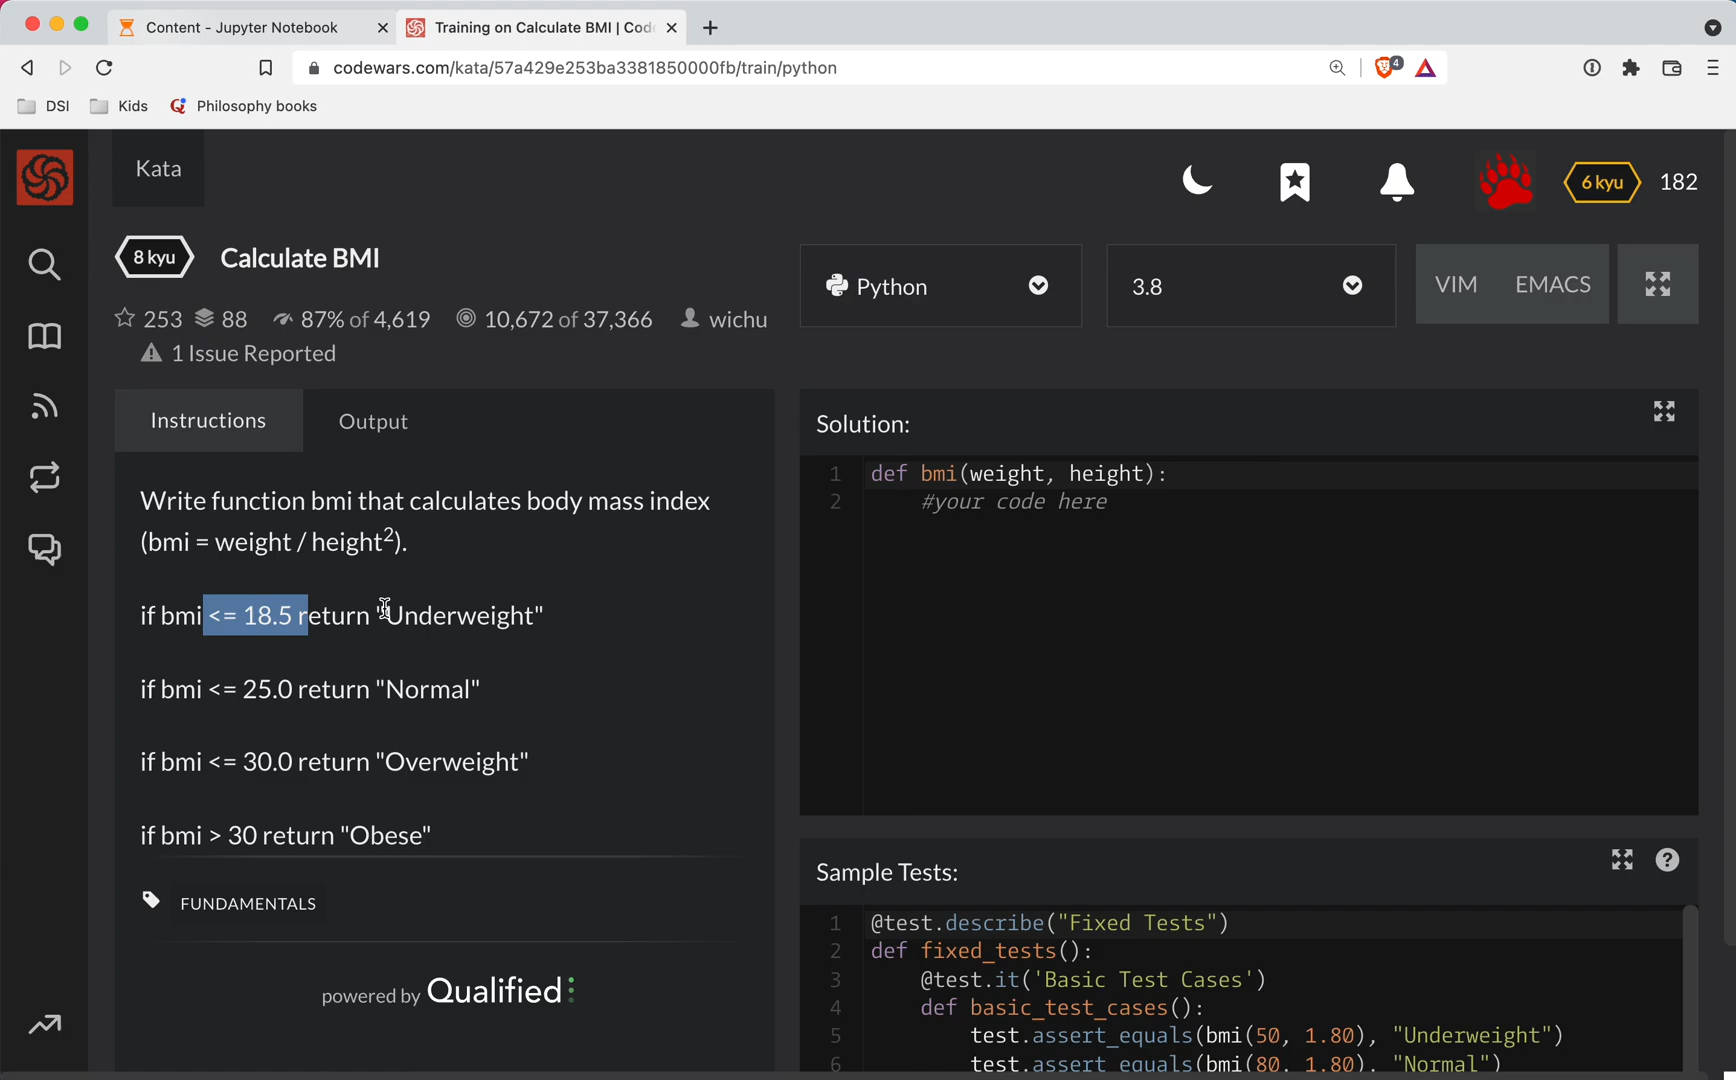 Content - Jupyter Notebook
Training on Calculate BMI | Cod
codewars.com/kata/57a429e253ba3381850000fb/train/python
4
DSI
Kids
Philosophy books
Kata
6 kyu
182
8 kyu
Calculate BMI
Python
3.8
VIM
EMACS
253
88
87% of 4,619
10,672 of 37,366
wichu
1 Issue Reported
Instructions
Output
Solution:
Write function bmi that calculates body mass index
(bmi = weight / height2).
if bmi <= 18.5 return "Underweight"
if bmi <= 25.0 return "Normal"
if bmi <= 30.0 return "Overweight"
if bmi > 30 return "Obese"
FUNDAMENTALS
powered by Qualified
1 def bmi(weight, height):
2 #your code here
Sample Tests:
1 @test.describe("Fixed Tests")
2 def fixed_tests():
3 @test.it('Basic Test Cases')
4 def basic_test_cases():
5 test.assert_equals(bmi(50, 1.80), "Underweight")
6 test.assert_equals(bmi(80, 1.80), "Normal")